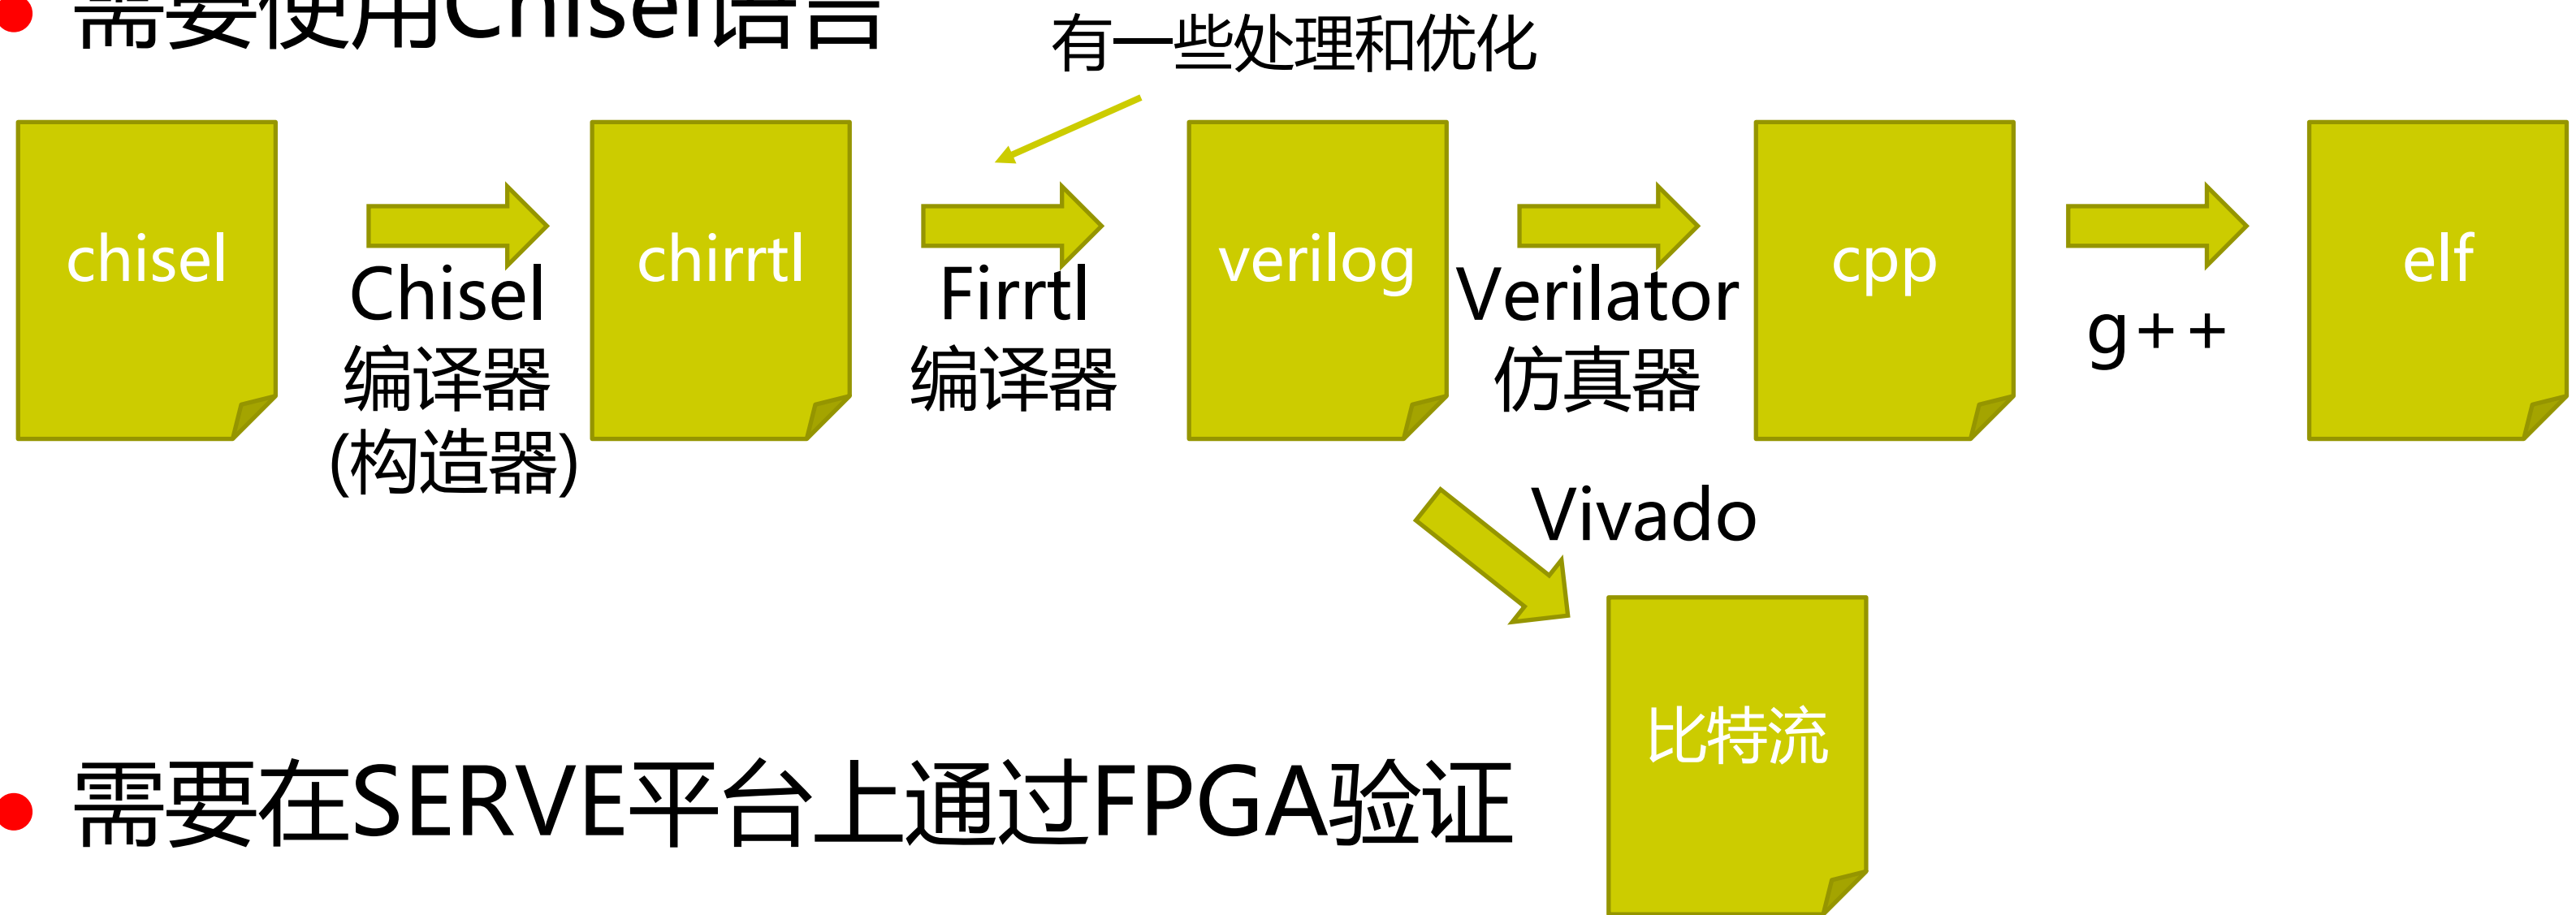 需要使用Chisel语言
有一些处理和优化
chisel
Chisel
编译器
(构造器)
chirrtl
Firrtl
编译器
verilog
Verilator
仿真器
cpp
g++
elf
Vivado
比特流
需要在SERVE平台上通过FPGA验证